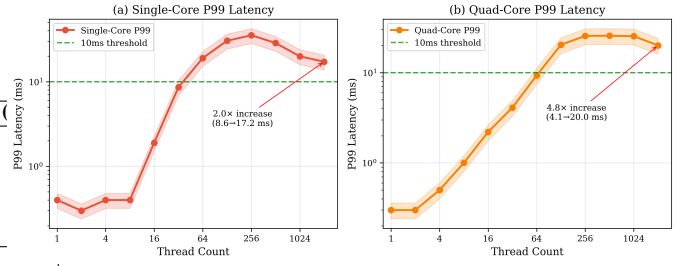 (a) Single-Core P99 Latency
Single-Core P99
10ms threshold
P99 Latency (ms)
10¹
10⁰
2.0× increase
(8.6→17.2 ms)
1 4 16 64 256 1024
Thread Count
(b) Quad-Core P99 Latency
Quad-Core P99
10ms threshold
P99 Latency (ms)
10¹
10⁰
4.8× increase
(4.1→20.0 ms)
1 4 16 64 256 1024
Thread Count